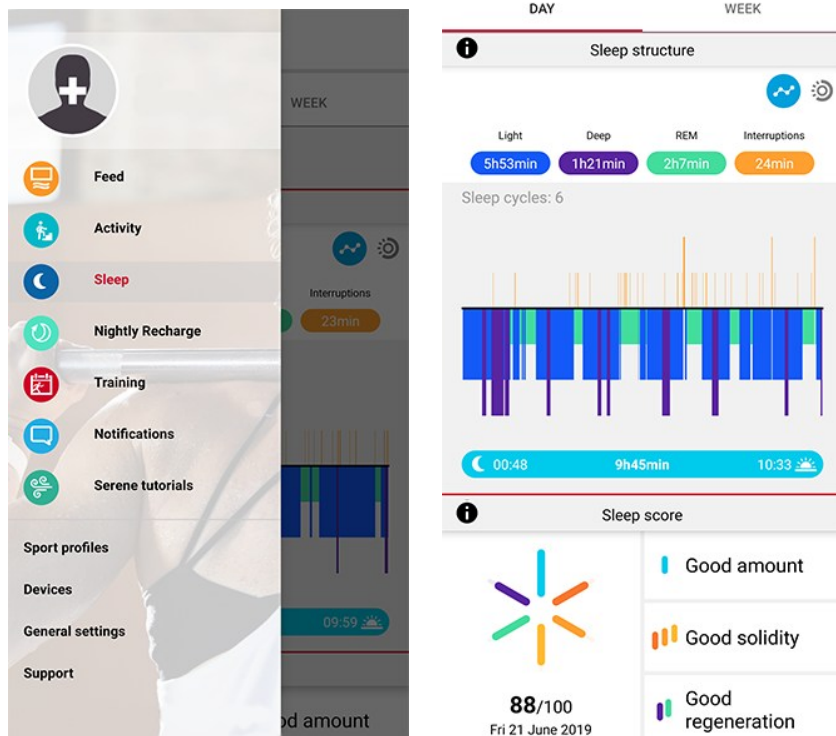 WEEK
Feed
Activity
Sleep
Interruptions
Nightly Recharge
23min
Training
Notifications
Serene tutorials
Sport profiles
Devices
General settings
09:59
Support
amount
DAY WEEK
Sleep structure
Light Deep REM Interruptions
5h53min 1h21min 2h7min 24min
Sleep cycles: 6
00:48 9h45min 10:33
Sleep score
Good amount
Good solidity
88/100
Fri 21 June 2019
Good
regeneration